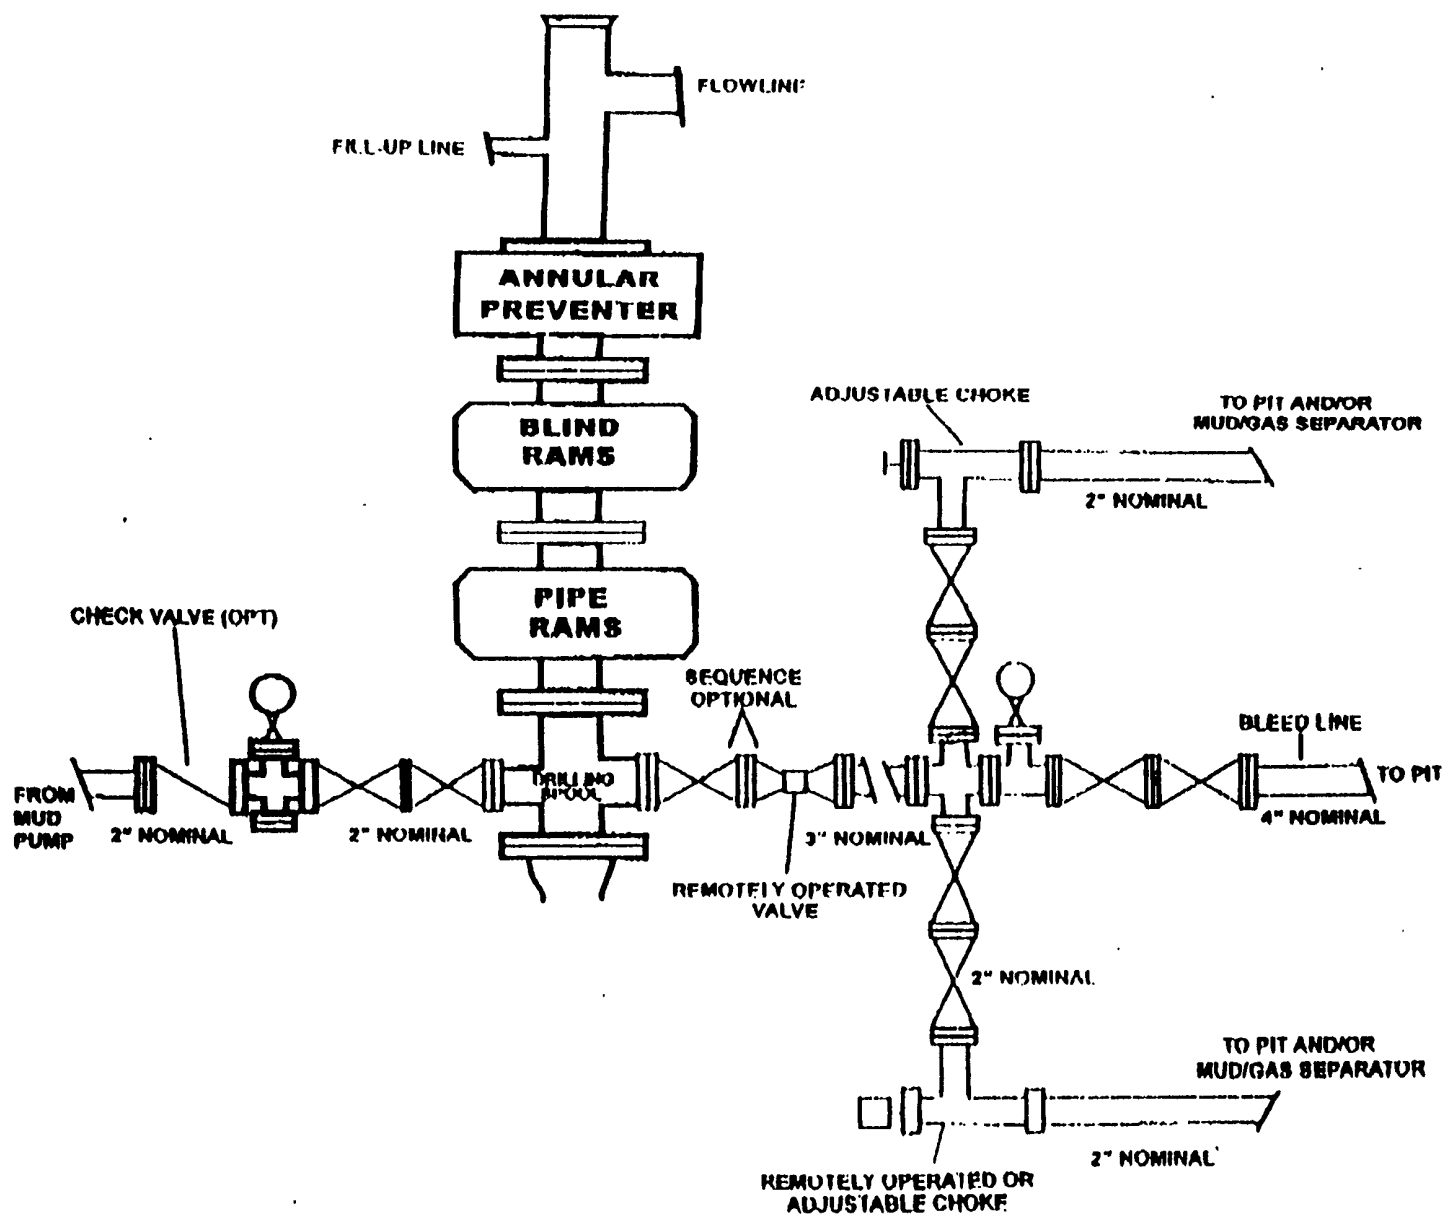 FLOWLINE
FILL-UP LINE
ANNULAR
PREVENTER
BLIND
RAMS
ADJUSTABLE CHOKE
TO PIT AND/OR
MUD/GAS SEPARATOR
2" NOMINAL
PIPE
RAMS
CHECK VALVE (OPT)
SEQUENCE
OPTIONAL
BLEED LINE
TO PIT
4" NOMINAL
DRILLING
SPOOL
FROM
MUD
PUMP
2" NOMINAL
2" NOMINAL
3" NOMINAL
REMOTELY OPERATED
VALVE
2" NOMINAL
TO PIT AND/OR
MUD/GAS SEPARATOR
2" NOMINAL
REMOTELY OPERATED OR
ADJUSTABLE CHOKE